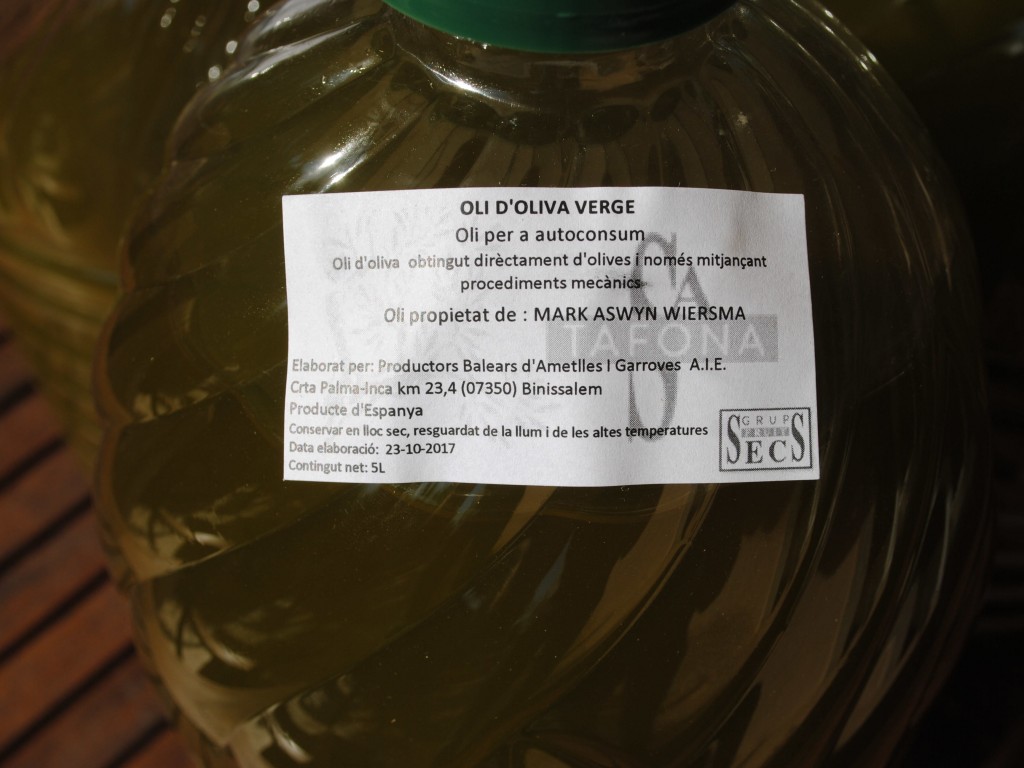 OLI D'OLIVA VERGE
Oli per a autoconsum
Oli d'oliva obtingut dirèctament d'olives i només mitjançant
procediments mecànics
Oli propietat de : MARK ASWYN WIERSMA
SA
TAFONA
Elaborat per: Productors Balears d'Ametlles I Garroves A.I.E.
Crta Palma-Inca km 23,4 (07350) Binissalem
Producte d'Espanya
Conservar en lloc sec, resguardat de la llum i de les altes temperatures
Data elaboració: 23-10-2017
Contingut net: 5L
GRUP
FRUITS
SECS